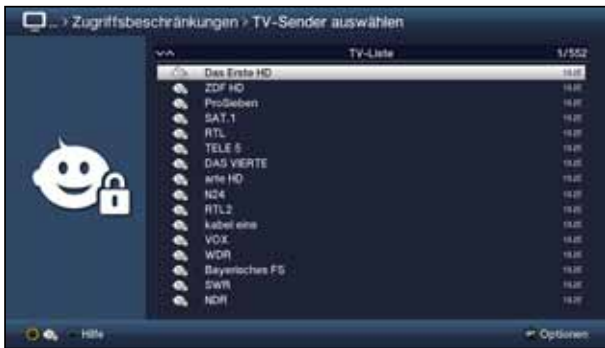 ... > Zugriffsbeschränkungen > TV-Sender auswählen
TV-Liste 1/552
Das Erste HD
ZDF HD
ProSieben
SAT.1
RTL
TELE 5
DAS VIERTE
arte HD
N24
RTL2
kabel eins
VOX
WDR
Bayerisches FS
SWR
NDR
Hilfe
Optionen